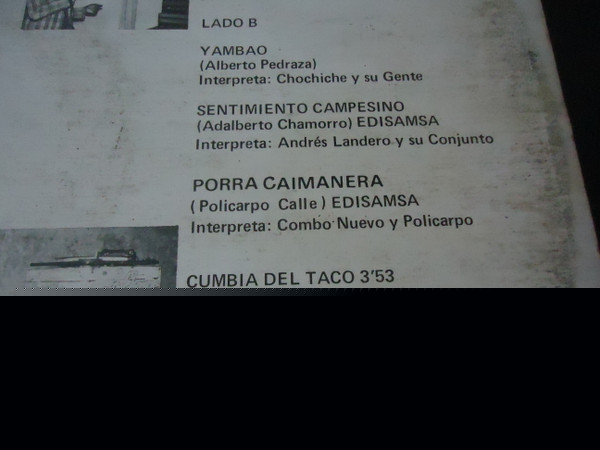 LADO B
YAMBAO
(Alberto Pedraza)
Interpreta: Chochiche y su Gente
SENTIMIENTO CAMPESINO
(Adalberto Chamorro) EDISAMSA
Interpreta: Andrés Landero y su Conjunto
PORRA CAIMANERA
( Policarpo Calle ) EDISAMSA
Interpreta: Combo Nuevo y Policarpo
CUMBIA DEL TACO 3'53